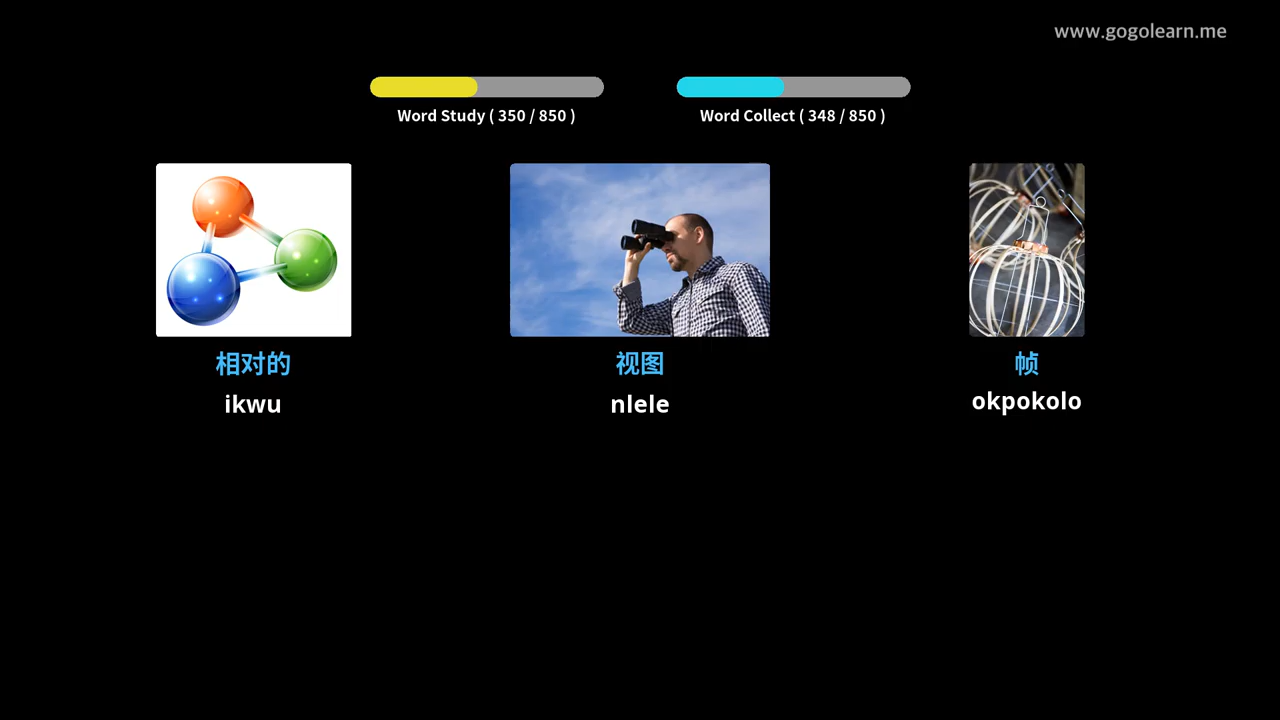 www.gogolearn.me
Word Study ( 350 / 850 )
Word Collect ( 348 / 850 )
相对的
ikwu
视图
nlele
帧
okpokolo